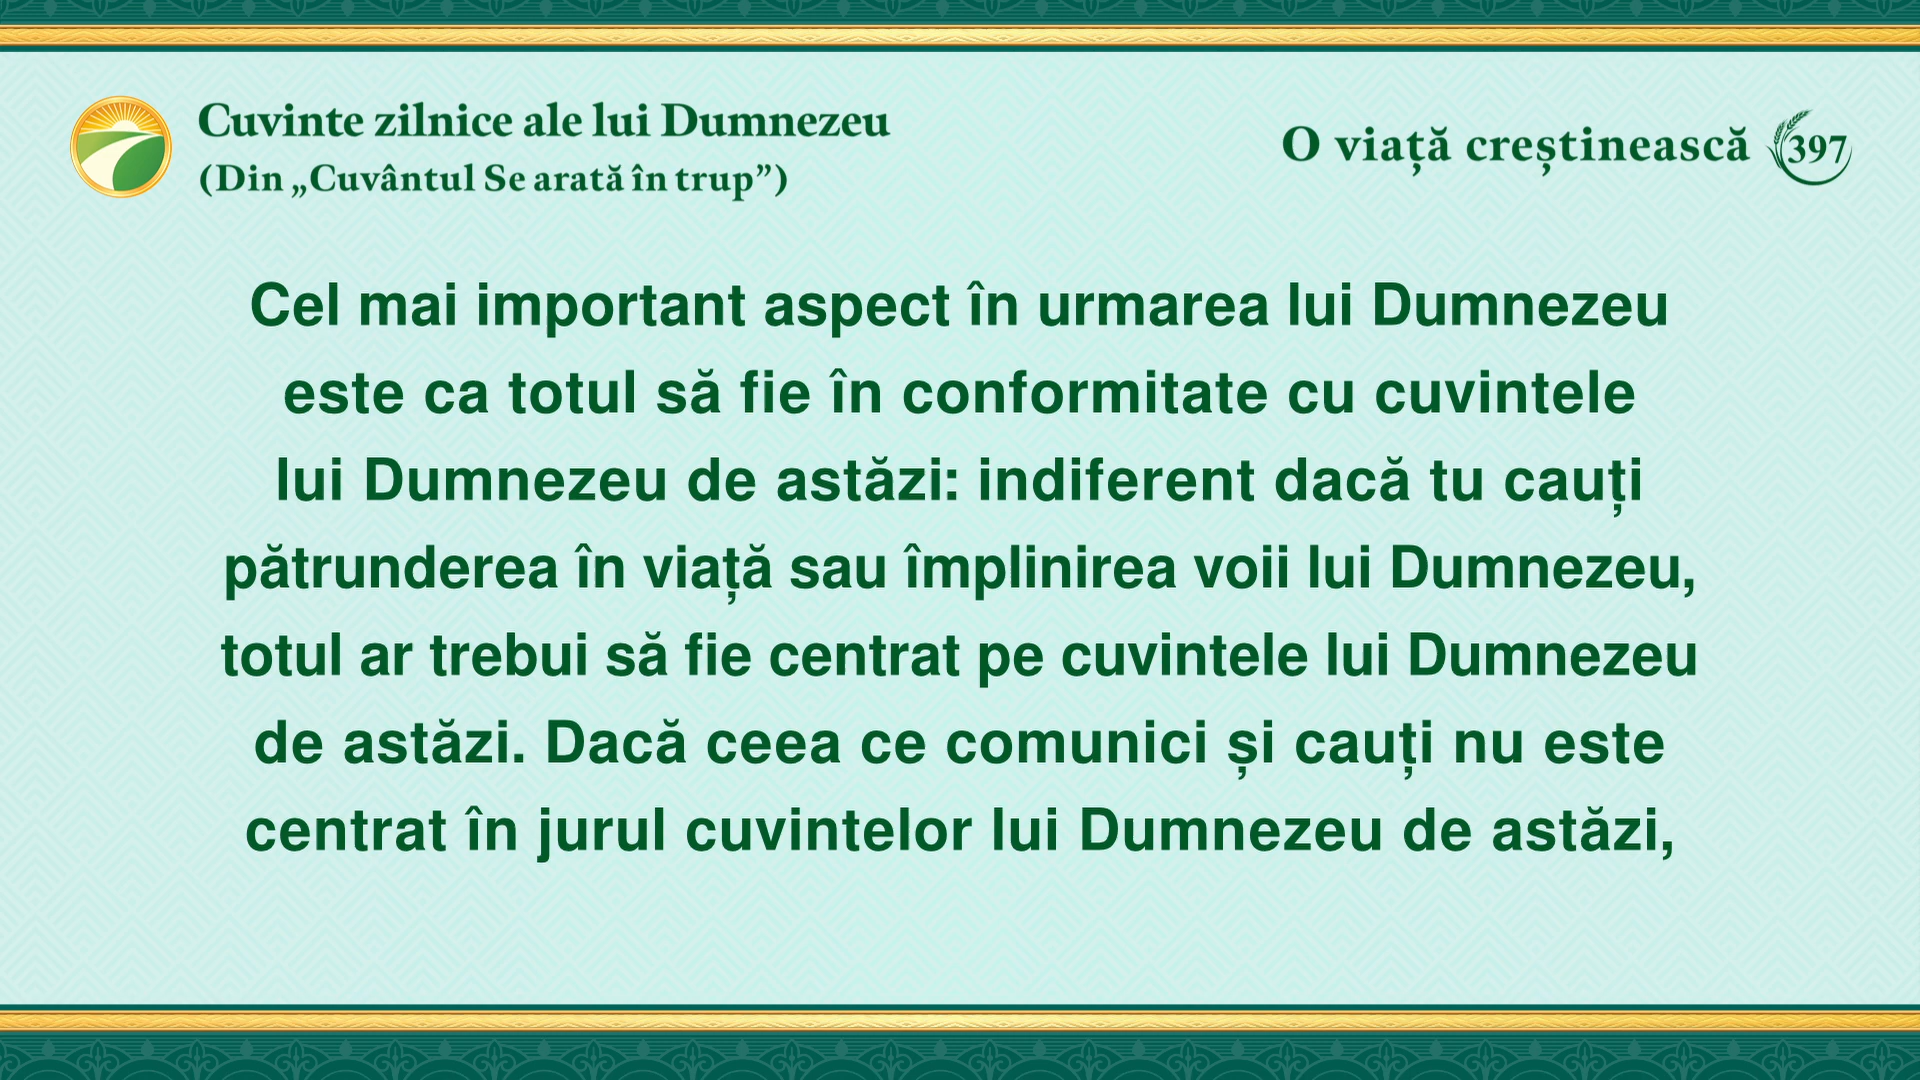 Cuvinte zilnice ale lui Dumnezeu
(Din „Cuvântul Se arată în trup”)
O viață creștinească 397
Cel mai important aspect în urmarea lui Dumnezeu
este ca totul să fie în conformitate cu cuvintele
lui Dumnezeu de astăzi: indiferent dacă tu cauți
pătrunderea în viață sau împlinirea voii lui Dumnezeu,
totul ar trebui să fie centrat pe cuvintele lui Dumnezeu
de astăzi. Dacă ceea ce comunici și cauți nu este
centrat în jurul cuvintelor lui Dumnezeu de astăzi,